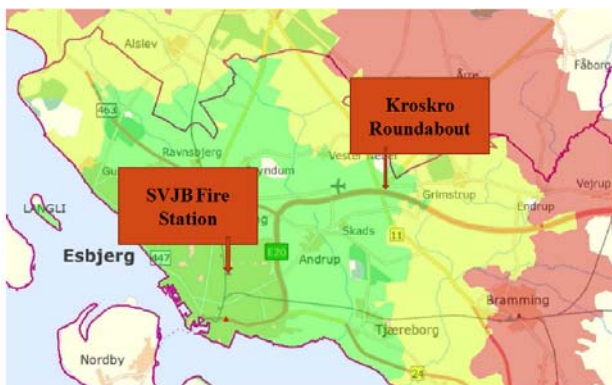 Alslev
Årre
Fåborg
463
Kroskro
Roundabout
Ravnsbjerg
Vester Nebel
Vejrup
Grimstrup
SVJB Fire
Station
LANGLI
Endrup
Skads
11
Esbjerg
447
E20
Andrup
Bramming
Tjæreborg
Nordby
24